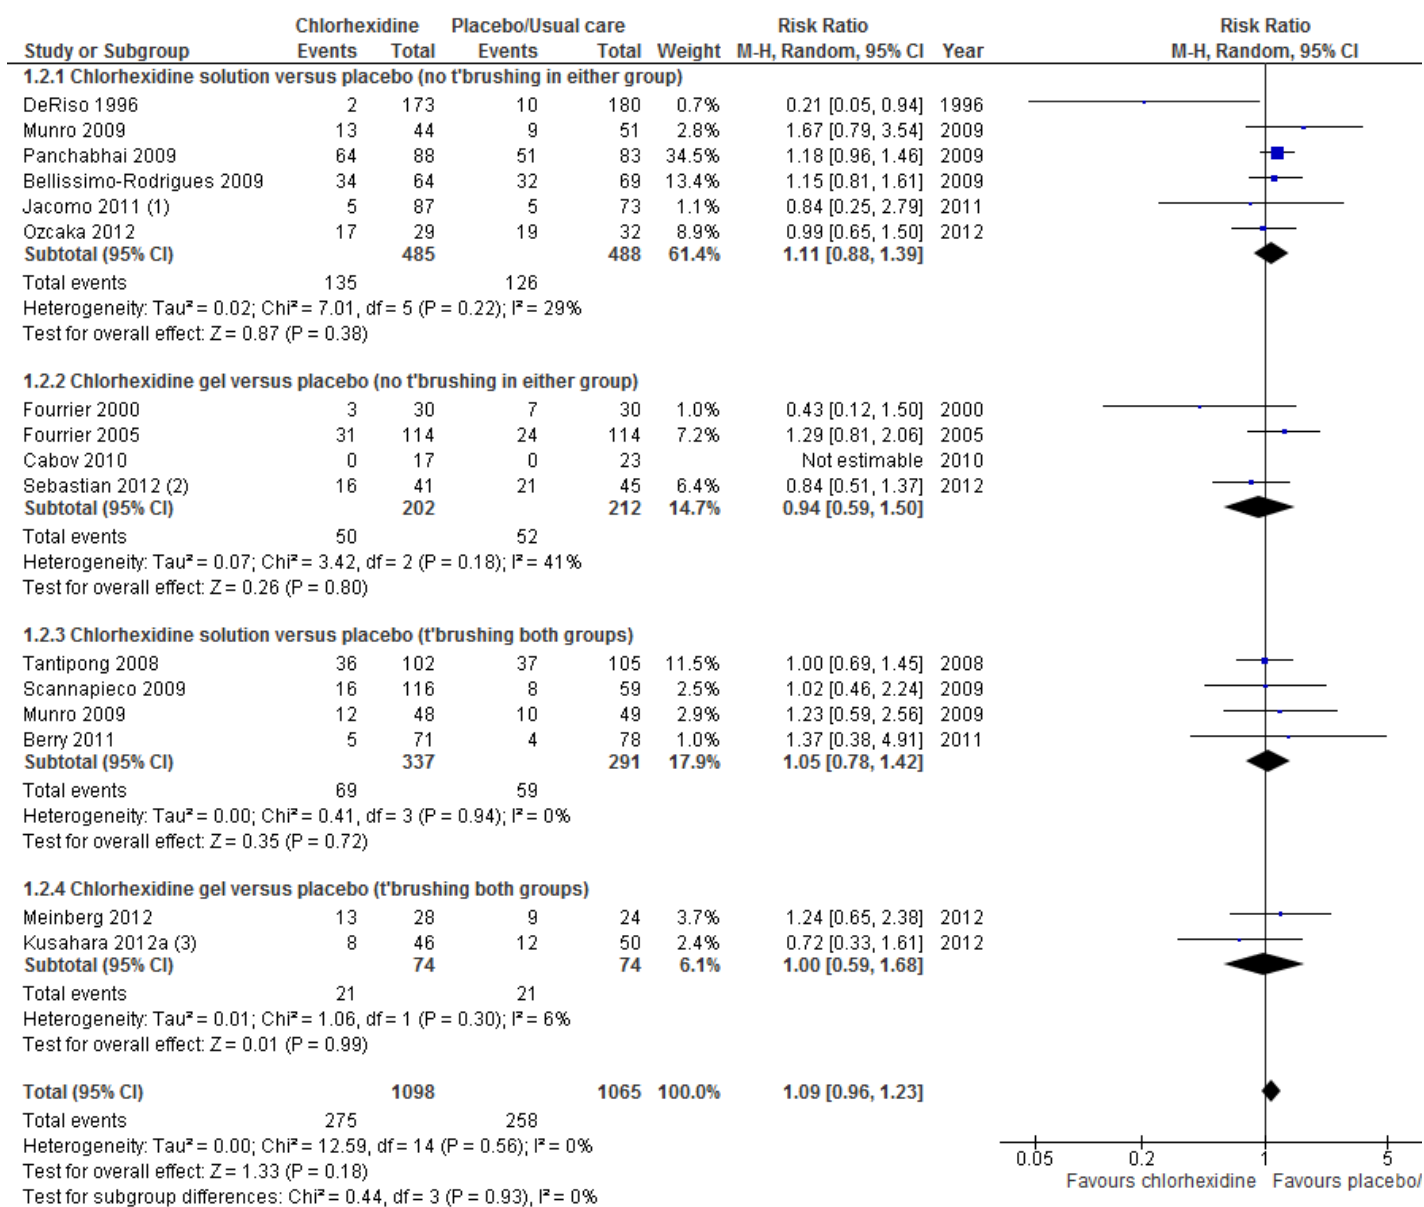 Chlorhexidine Placebo/Usual care Risk Ratio Risk Ratio
Study or Subgroup Events Total Events Total Weight M-H, Random, 95% CI Year M-H, Random, 95% CI
1.2.1 Chlorhexidine solution versus placebo (no t'brushing in either group)
DeRiso 1996 2 173 10 180 0.7% 0.21 [0.05, 0.94] 1996
Munro 2009 13 44 9 51 2.8% 1.67 [0.79, 3.54] 2009
Panchabhai 2009 64 88 51 83 34.5% 1.18 [0.96, 1.46] 2009
Bellissimo-Rodrigues 2009 34 64 32 69 13.4% 1.15 [0.81, 1.61] 2009
Jacomo 2011 (1) 5 87 5 73 1.1% 0.84 [0.25, 2.79] 2011
Ozcaka 2012 17 29 19 32 8.9% 0.99 [0.65, 1.50] 2012
Subtotal (95% CI) 485 488 61.4% 1.11 [0.88, 1.39]
Total events 135 126
Heterogeneity: Tau² = 0.02; Chi² = 7.01, df = 5 (P = 0.22); I² = 29%
Test for overall effect: Z = 0.87 (P = 0.38)
1.2.2 Chlorhexidine gel versus placebo (no t'brushing in either group)
Fourrier 2000 3 30 7 30 1.0% 0.43 [0.12, 1.50] 2000
Fourrier 2005 31 114 24 114 7.2% 1.29 [0.81, 2.06] 2005
Cabov 2010 0 17 0 23 Not estimable 2010
Sebastian 2012 (2) 16 41 21 45 6.4% 0.84 [0.51, 1.37] 2012
Subtotal (95% CI) 202 212 14.7% 0.94 [0.59, 1.50]
Total events 50 52
Heterogeneity: Tau² = 0.07; Chi² = 3.42, df = 2 (P = 0.18); I² = 41%
Test for overall effect: Z = 0.26 (P = 0.80)
1.2.3 Chlorhexidine solution versus placebo (t'brushing both groups)
Tantipong 2008 36 102 37 105 11.5% 1.00 [0.69, 1.45] 2008
Scannapieco 2009 16 116 8 59 2.5% 1.02 [0.46, 2.24] 2009
Munro 2009 12 48 10 49 2.9% 1.23 [0.59, 2.56] 2009
Berry 2011 5 71 4 78 1.0% 1.37 [0.38, 4.91] 2011
Subtotal (95% CI) 337 291 17.9% 1.05 [0.78, 1.42]
Total events 69 59
Heterogeneity: Tau² = 0.00; Chi² = 0.41, df = 3 (P = 0.94); I² = 0%
Test for overall effect: Z = 0.35 (P = 0.72)
1.2.4 Chlorhexidine gel versus placebo (t'brushing both groups)
Meinberg 2012 13 28 9 24 3.7% 1.24 [0.65, 2.38] 2012
Kusahara 2012a (3) 8 46 12 50 2.4% 0.72 [0.33, 1.61] 2012
Subtotal (95% CI) 74 74 6.1% 1.00 [0.59, 1.68]
Total events 21 21
Heterogeneity: Tau² = 0.01; Chi² = 1.06, df = 1 (P = 0.30); I² = 6%
Test for overall effect: Z = 0.01 (P = 0.99)
Total (95% CI) 1098 1065 100.0% 1.09 [0.96, 1.23]
Total events 275 258
Heterogeneity: Tau² = 0.00; Chi² = 12.59, df = 14 (P = 0.56); I² = 0%
Test for overall effect: Z = 1.33 (P = 0.18)
Test for subgroup differences: Chi² = 0.44, df = 3 (P = 0.93), I² = 0%
0.05 0.2 1 5
Favours chlorhexidine Favours placebo/